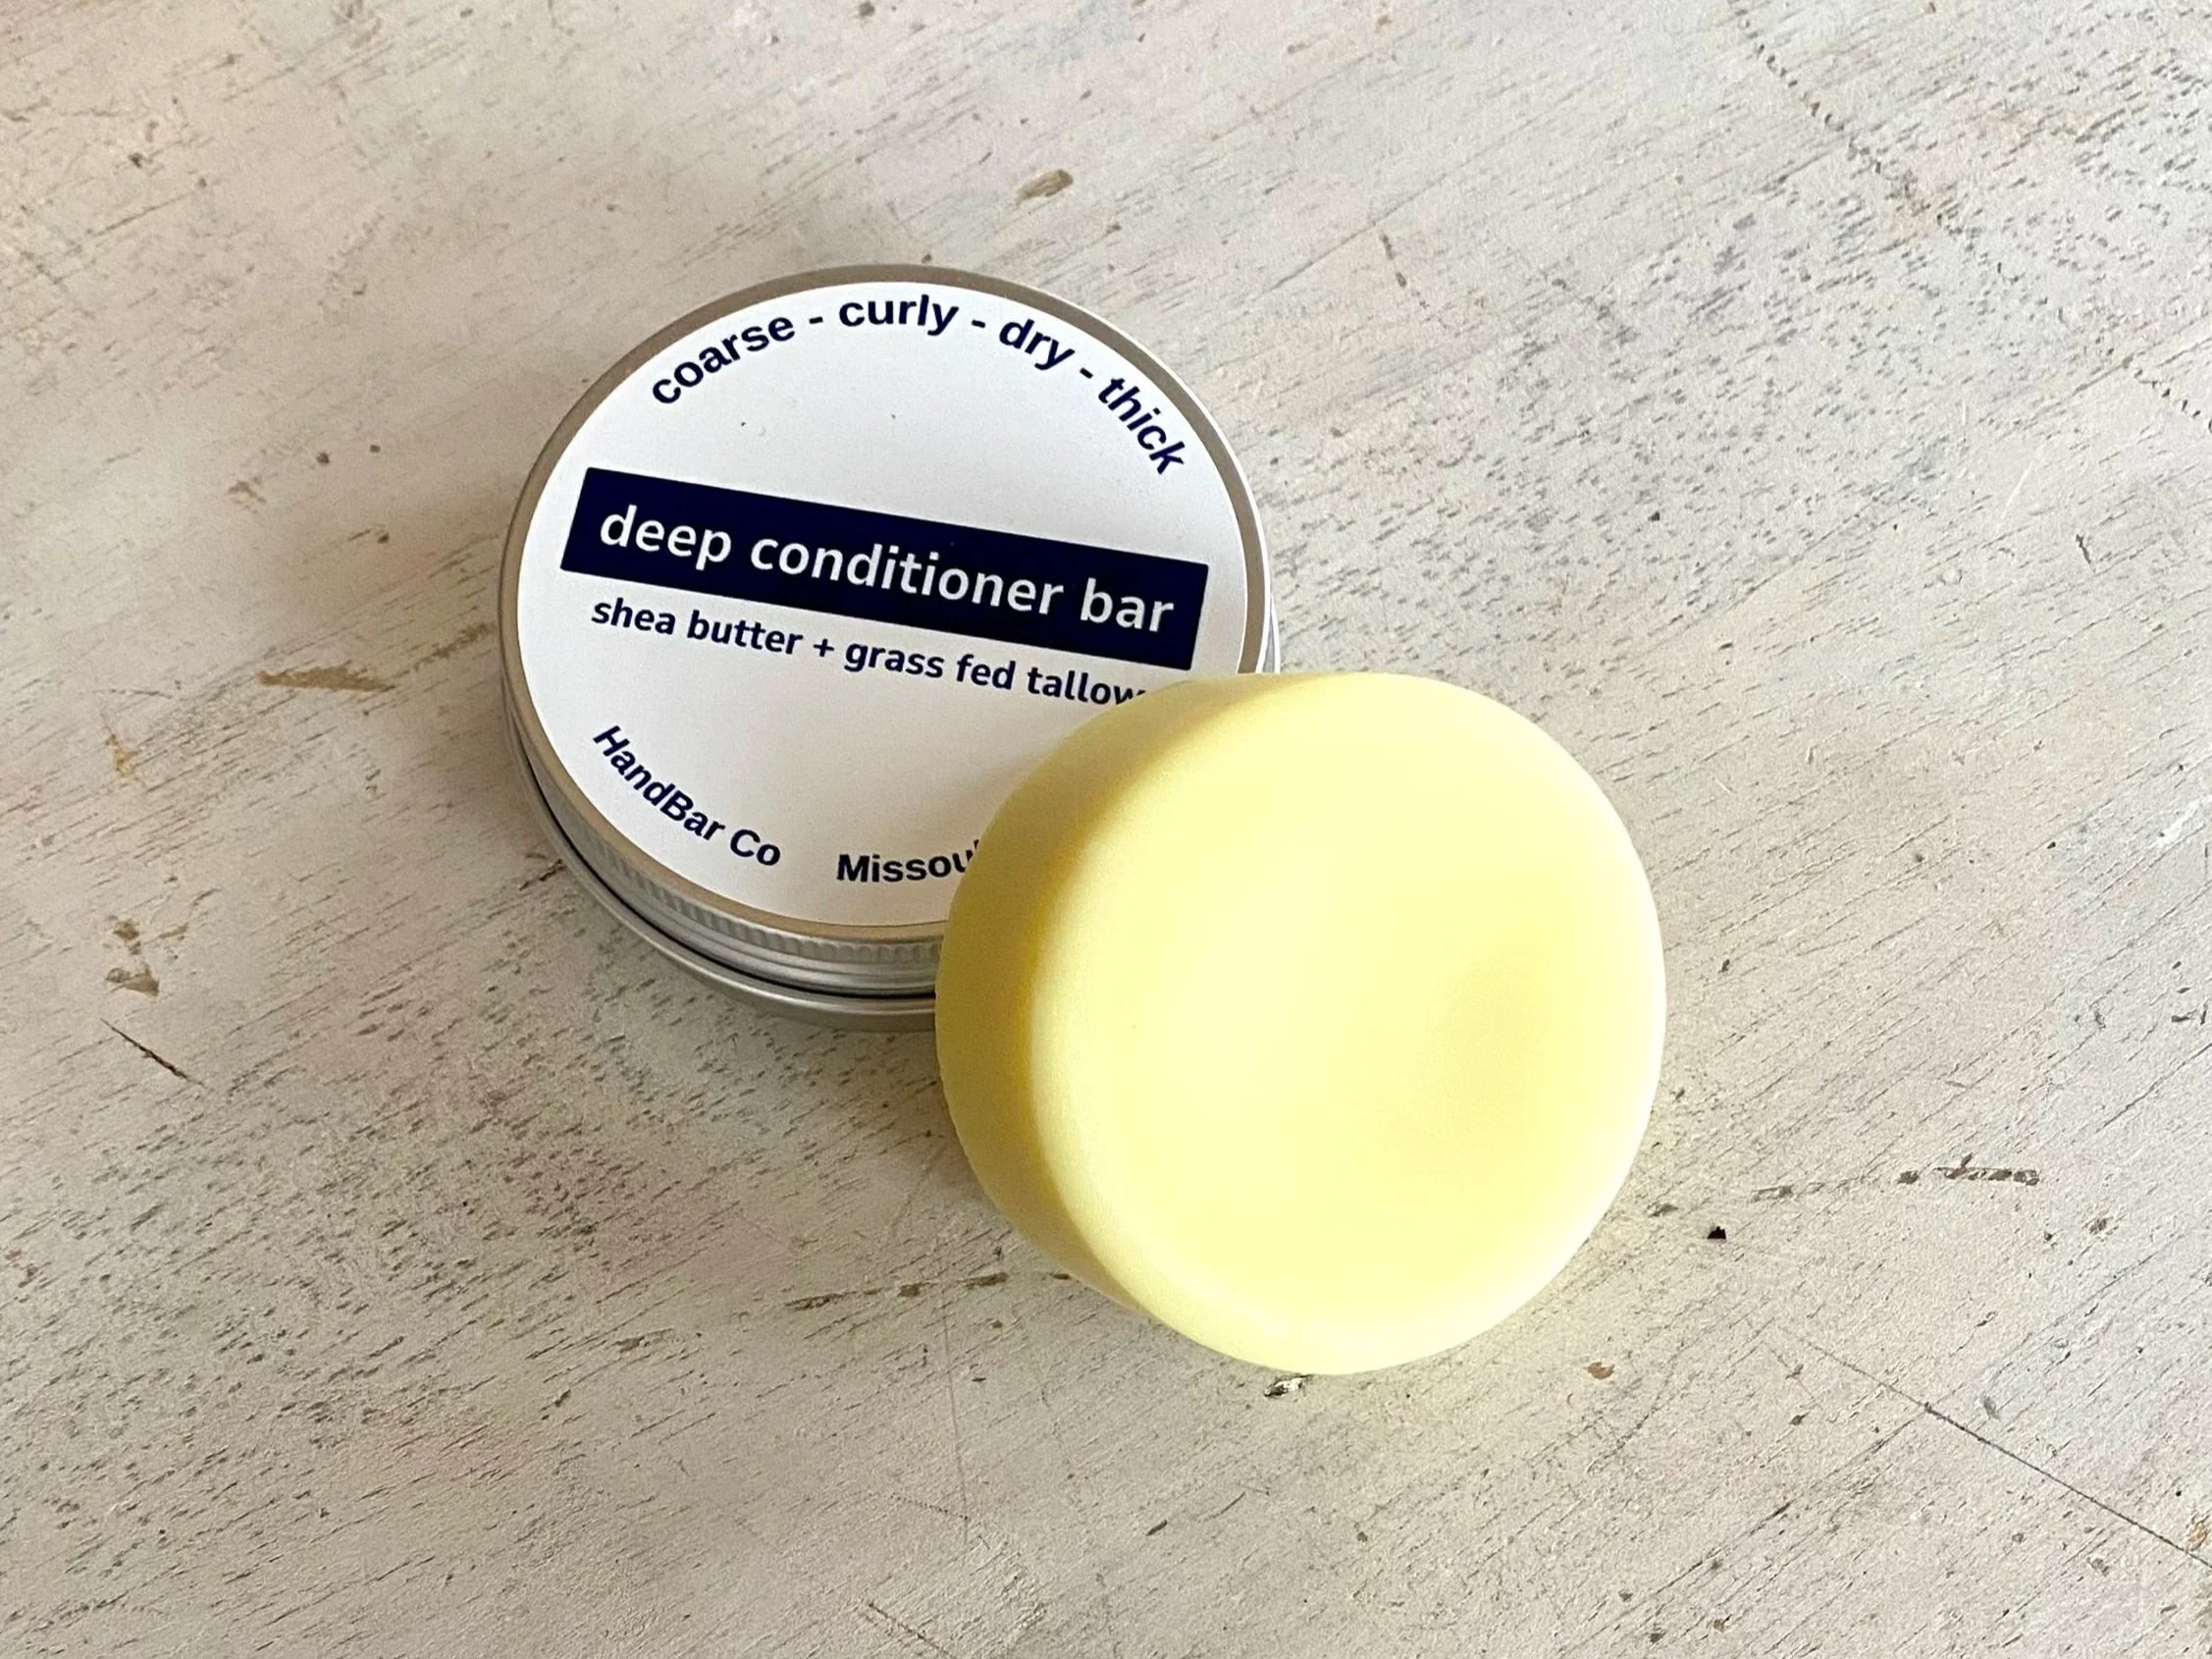 coarse - curly - dry - thick
deep conditioner bar
shea butter + grass fed tallow
HandBar Co